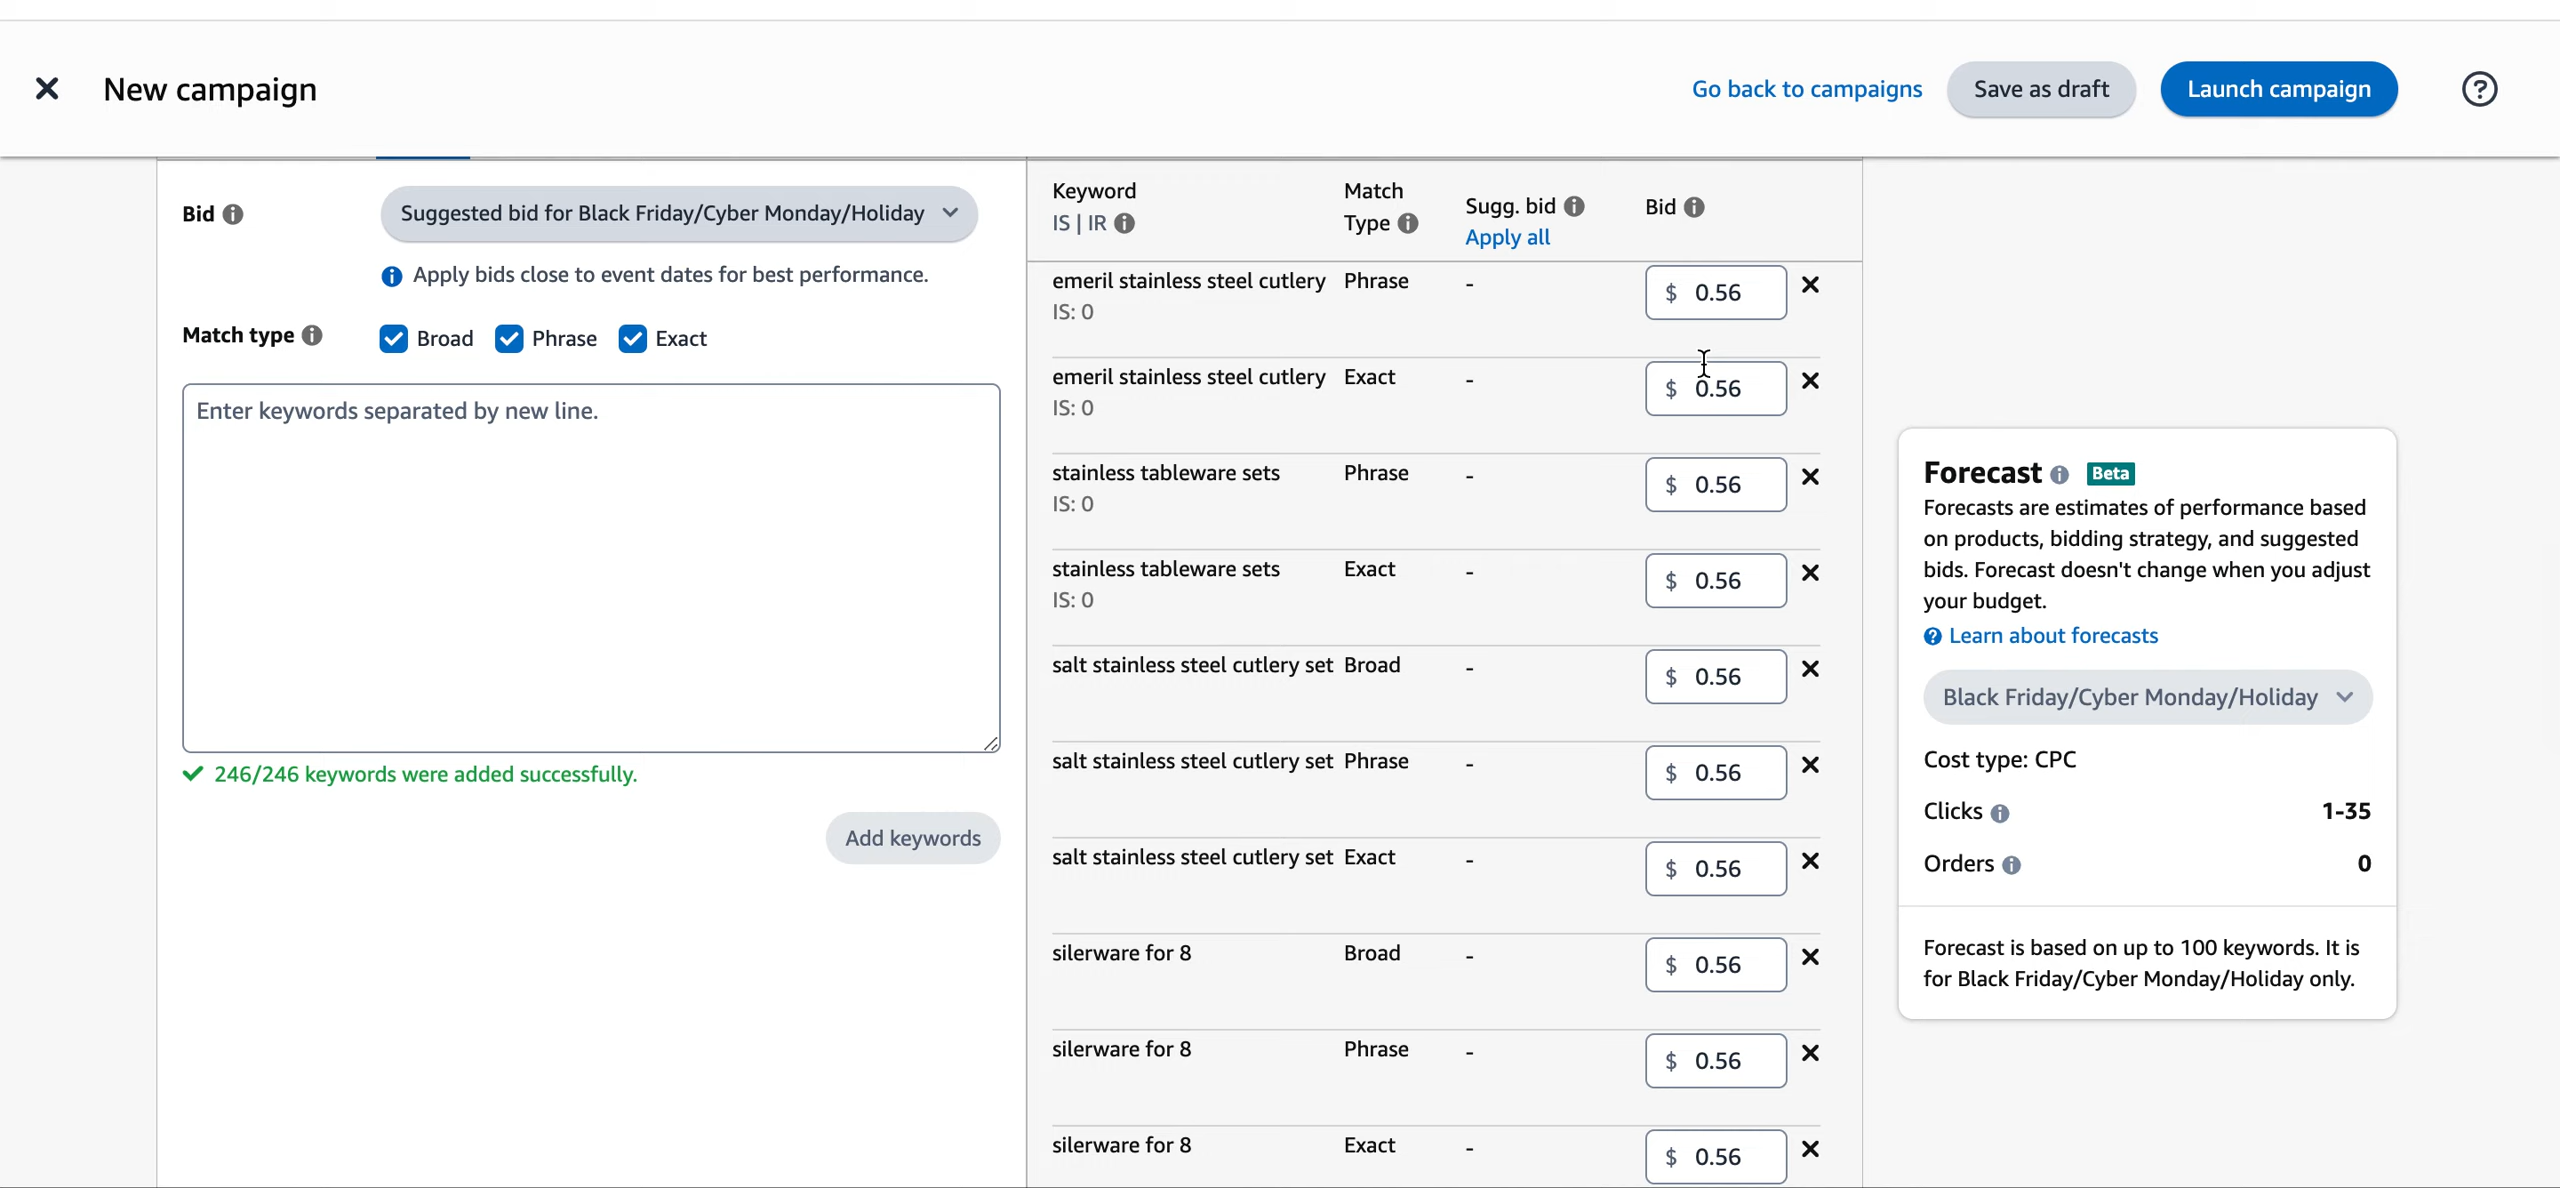 New campaign
Go back to campaigns
Save as draft
Launch campaign
Bid
Suggested bid for Black Friday/Cyber Monday/Holiday
Apply bids close to event dates for best performance.
Match type
Broad
Phrase
Exact
Enter keywords separated by new line.
246/246 keywords were added successfully.
Add keywords
Keyword
IS | IR
Match
Type
Sugg. bid
Apply all
Bid
emeril stainless steel cutlery Phrase - $ 0.56
IS: 0
emeril stainless steel cutlery Exact - $ 0.56
IS: 0
stainless tableware sets Phrase - $ 0.56
IS: 0
stainless tableware sets Exact - $ 0.56
IS: 0
salt stainless steel cutlery set Broad - $ 0.56
salt stainless steel cutlery set Phrase - $ 0.56
salt stainless steel cutlery set Exact - $ 0.56
silerware for 8 Broad - $ 0.56
silerware for 8 Phrase - $ 0.56
silerware for 8 Exact - $ 0.56
Forecast Beta
Forecasts are estimates of performance based
on products, bidding strategy, and suggested
bids. Forecast doesn't change when you adjust
your budget.
Learn about forecasts
Black Friday/Cyber Monday/Holiday
Cost type: CPC
Clicks 1-35
Orders 0
Forecast is based on up to 100 keywords. It is
for Black Friday/Cyber Monday/Holiday only.